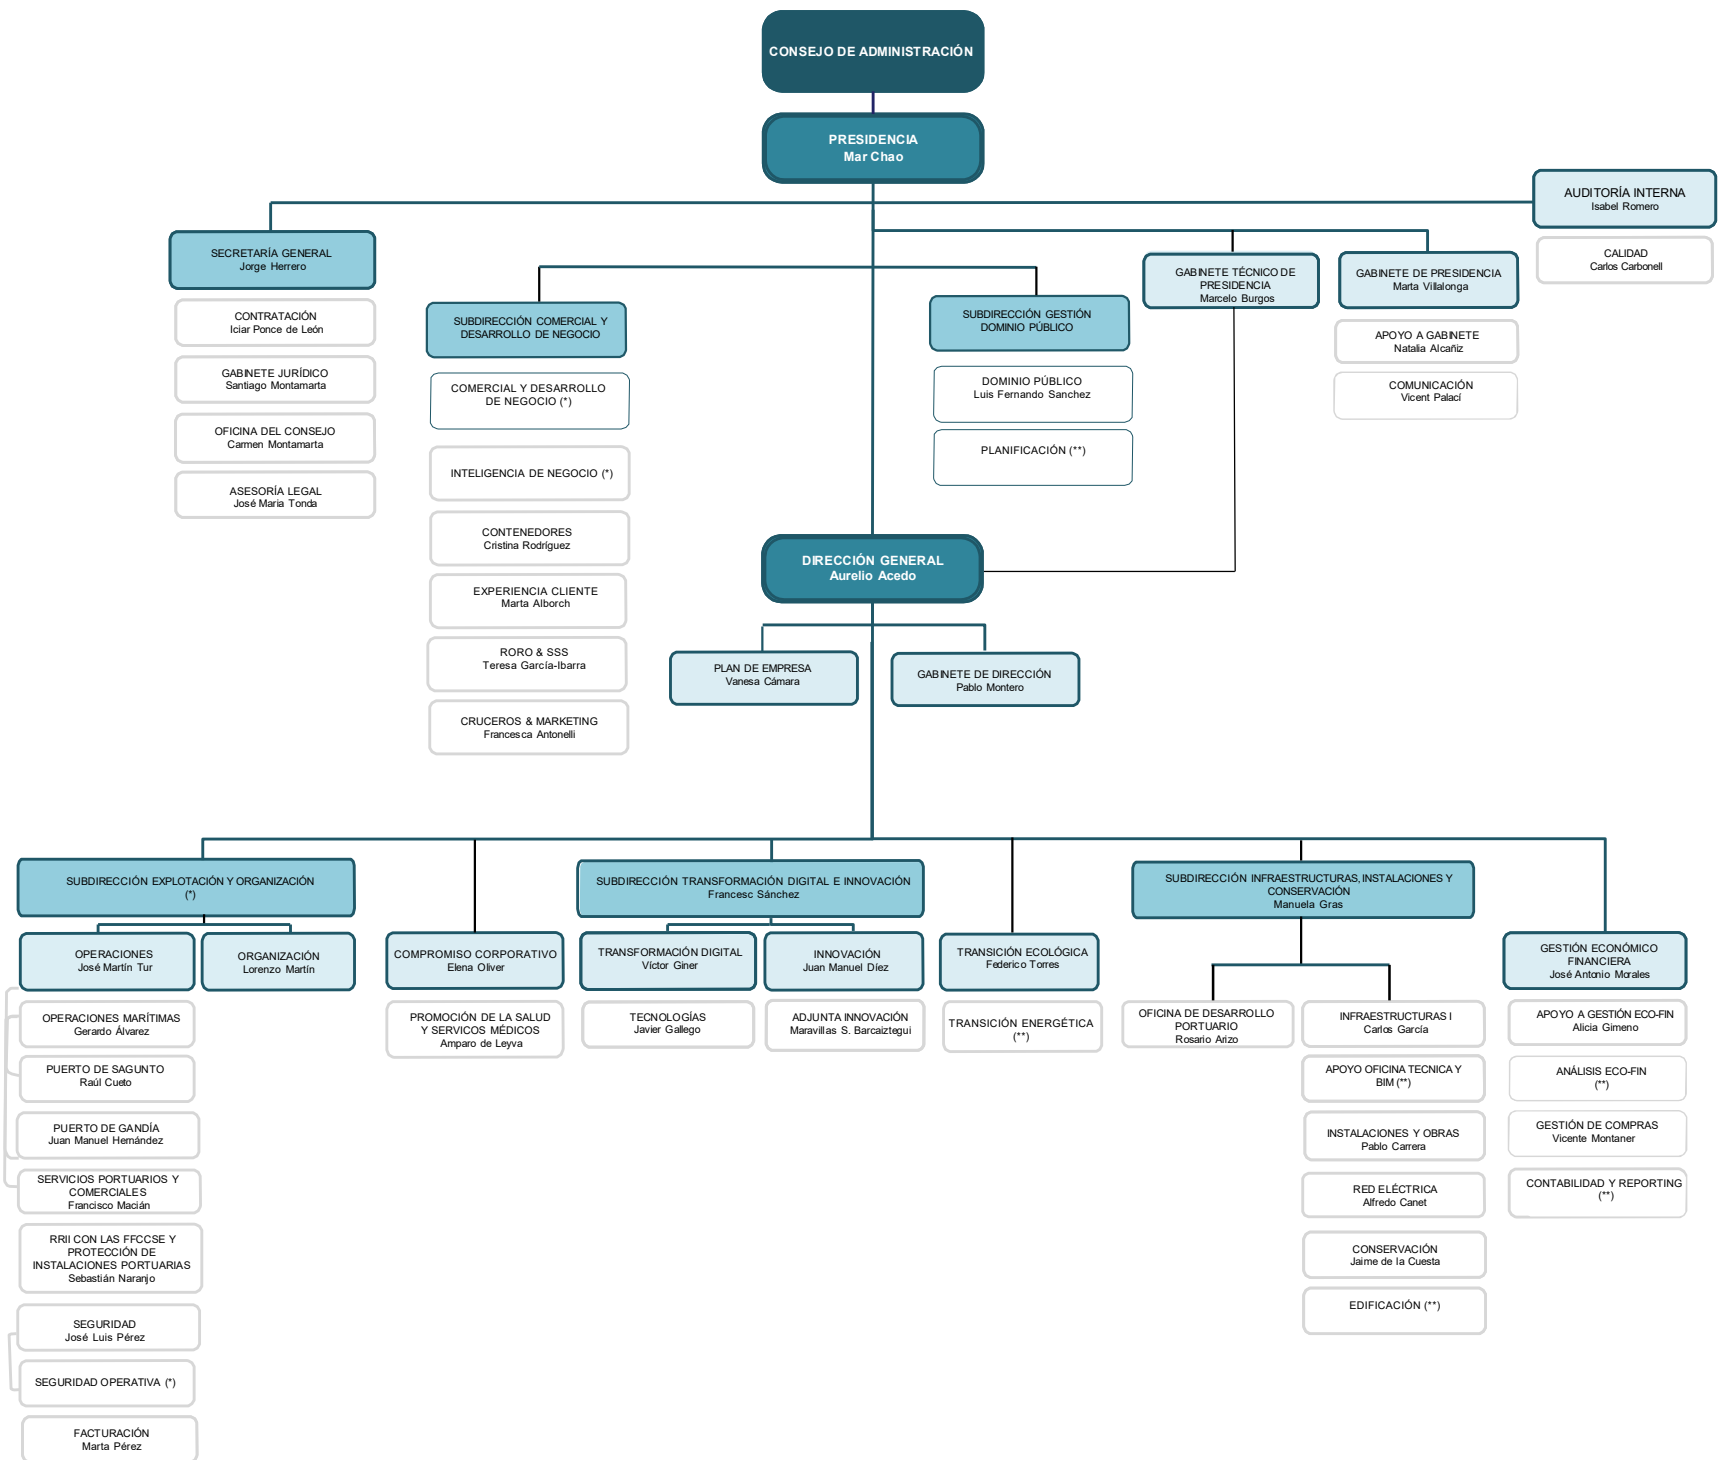 CONSEJO DE ADMINISTRACIÓN
PRESIDENCIA
Mar Chao
AUDITORÍA INTERNA
Isabel Romero
CALIDAD
Carlos Carbonell
SECRETARÍA GENERAL
Jorge Herrero
CONTRATACIÓN
Iciar Ponce de León
GABINETE JURÍDICO
Santiago Montamarta
OFICINA DEL CONSEJO
Carmen Montamarta
ASESORÍA LEGAL
José Maria Tonda
SUBDIRECCIÓN COMERCIAL Y
DESARROLLO DE NEGOCIO
COMERCIAL Y DESARROLLO
DE NEGOCIO (*)
INTELIGENCIA DE NEGOCIO (*)
CONTENEDORES
Cristina Rodríguez
EXPERIENCIA CLIENTE
Marta Alborch
RORO & SSS
Teresa García-Ibarra
CRUCEROS & MARKETING
Francesca Antonelli
SUBDIRECCIÓN GESTIÓN
DOMINIO PÚBLICO
DOMINIO PÚBLICO
Luis Fernando Sanchez
PLANIFICACIÓN (**)
GABINETE TÉCNICO DE
PRESIDENCIA
Marcelo Burgos
GABINETE DE PRESIDENCIA
Marta Villalonga
APOYO A GABINETE
Natalia Alcañiz
COMUNICACIÓN
Vicent Palací
DIRECCIÓN GENERAL
Aurelio Acedo
PLAN DE EMPRESA
Vanesa Cámara
GABINETE DE DIRECCIÓN
Pablo Montero
SUBDIRECCIÓN EXPLOTACIÓN Y ORGANIZACIÓN
(*)
OPERACIONES
José Martín Tur
ORGANIZACIÓN
Lorenzo Martín
OPERACIONES MARÍTIMAS
Gerardo Álvarez
PUERTO DE SAGUNTO
Raúl Cueto
PUERTO DE GANDÍA
Juan Manuel Hernández
SERVICIOS PORTUARIOS Y
COMERCIALES
Francisco Macián
RRII CON LAS FFCCSE Y
PROTECCIÓN DE
INSTALACIONES PORTUARIAS
Sebastián Naranjo
SEGURIDAD
José Luis Pérez
SEGURIDAD OPERATIVA (*)
FACTURACIÓN
Marta Pérez
COMPROMISO CORPORATIVO
Elena Oliver
PROMOCIÓN DE LA SALUD
Y SERVICOS MÉDICOS
Amparo de Leyva
SUBDIRECCIÓN TRANSFORMACIÓN DIGITAL E INNOVACIÓN
Francesc Sánchez
TRANSFORMACIÓN DIGITAL
Víctor Giner
TECNOLOGÍAS
Javier Gallego
INNOVACIÓN
Juan Manuel Díez
ADJUNTA INNOVACIÓN
Maravillas S. Barcaiztegui
TRANSICIÓN ECOLÓGICA
Federico Torres
TRANSICIÓN ENERGÉTICA
(**)
SUBDIRECCIÓN INFRAESTRUCTURAS, INSTALACIONES Y
CONSERVACIÓN
Manuela Gras
OFICINA DE DESARROLLO
PORTUARIO
Rosario Arizo
INFRAESTRUCTURAS I
Carlos García
APOYO OFICINA TECNICA Y
BIM (**)
INSTALACIONES Y OBRAS
Pablo Carrera
RED ELÉCTRICA
Alfredo Canet
CONSERVACIÓN
Jaime de la Cuesta
EDIFICACIÓN (**)
GESTIÓN ECONÓMICO
FINANCIERA
José Antonio Morales
APOYO A GESTIÓN ECO-FIN
Alicia Gimeno
ANÁLISIS ECO-FIN
(**)
GESTIÓN DE COMPRAS
Vicente Montaner
CONTABILIDAD Y REPORTING
(**)